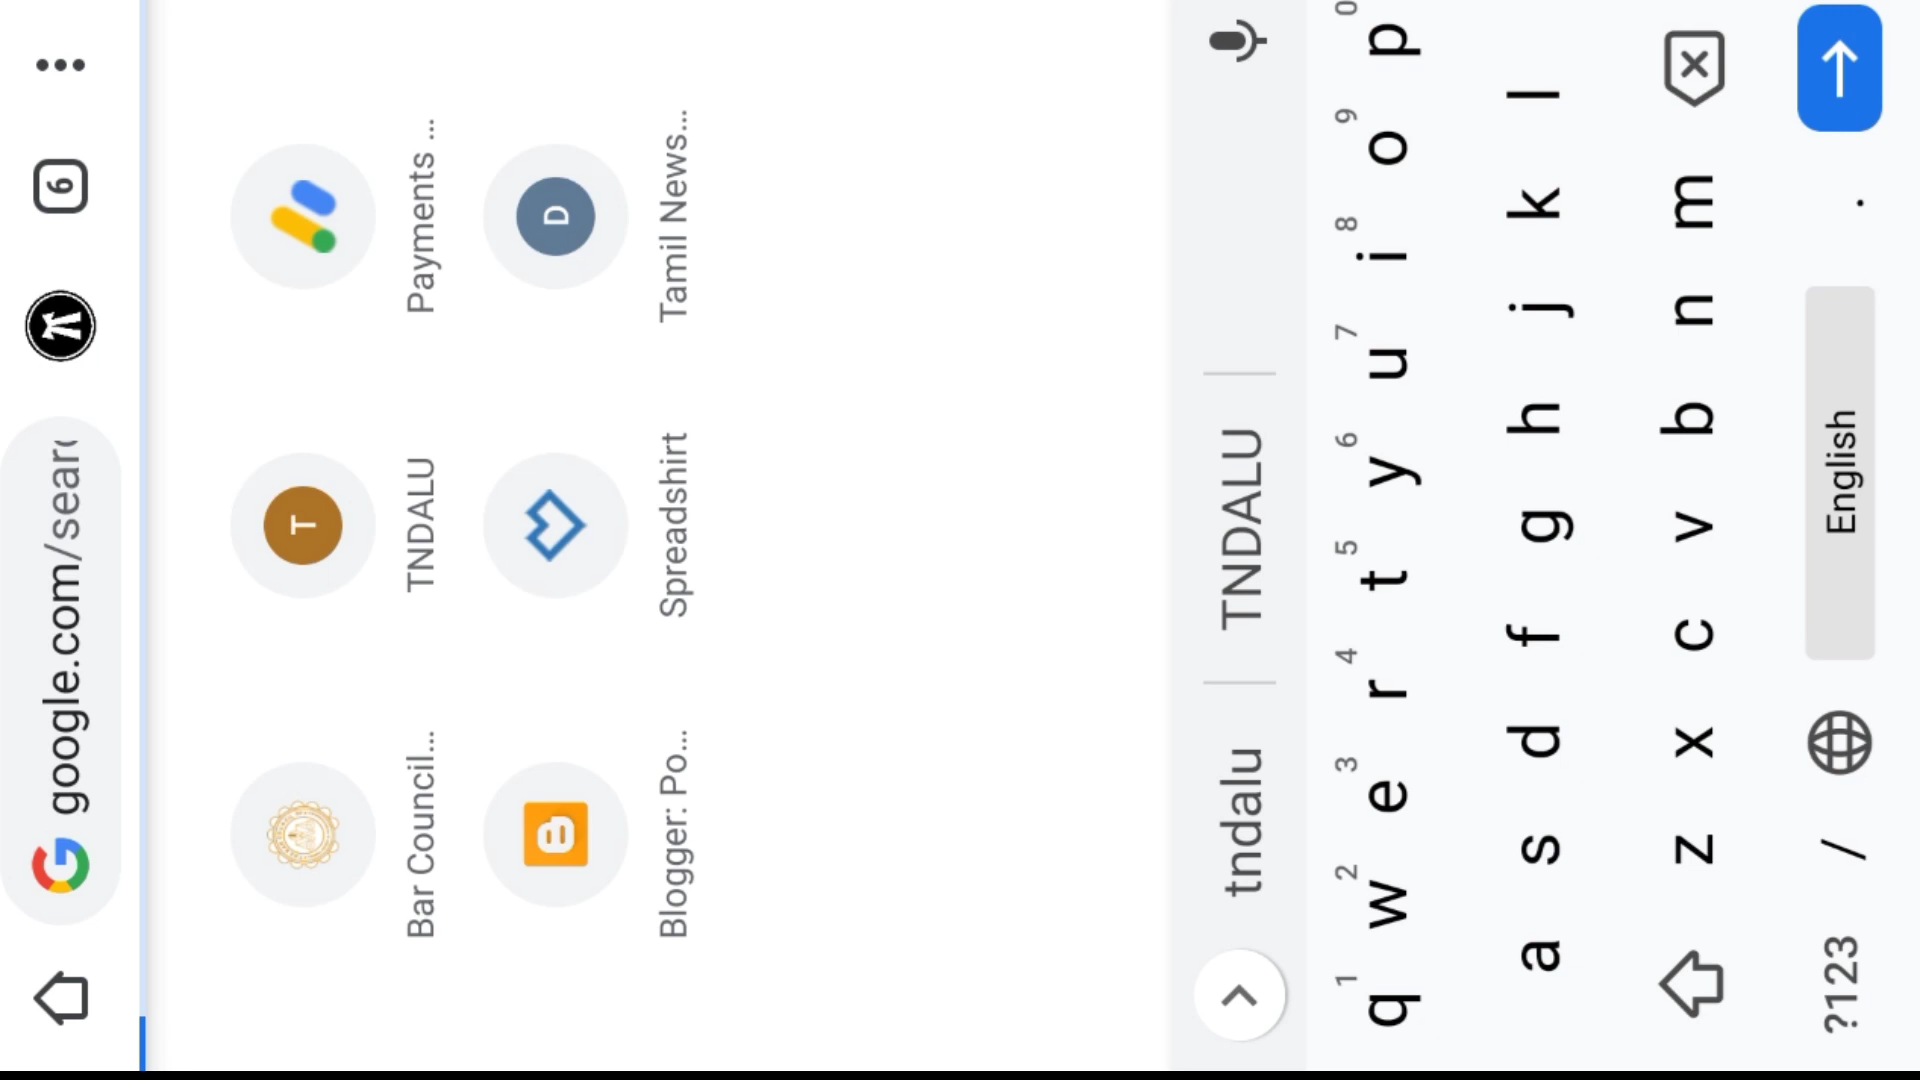 google.com/searc
6
T
Bar Council...
TNDALU
Payments ...
D
Blogger: Po...
Spreadshirt
Tamil News...
tndalu
TNDALU
1 2 3 4 5 6 7 8 9 0
q w e r t y u i o p
a s d f g h j k l
z x c v b n m
?123 / English .